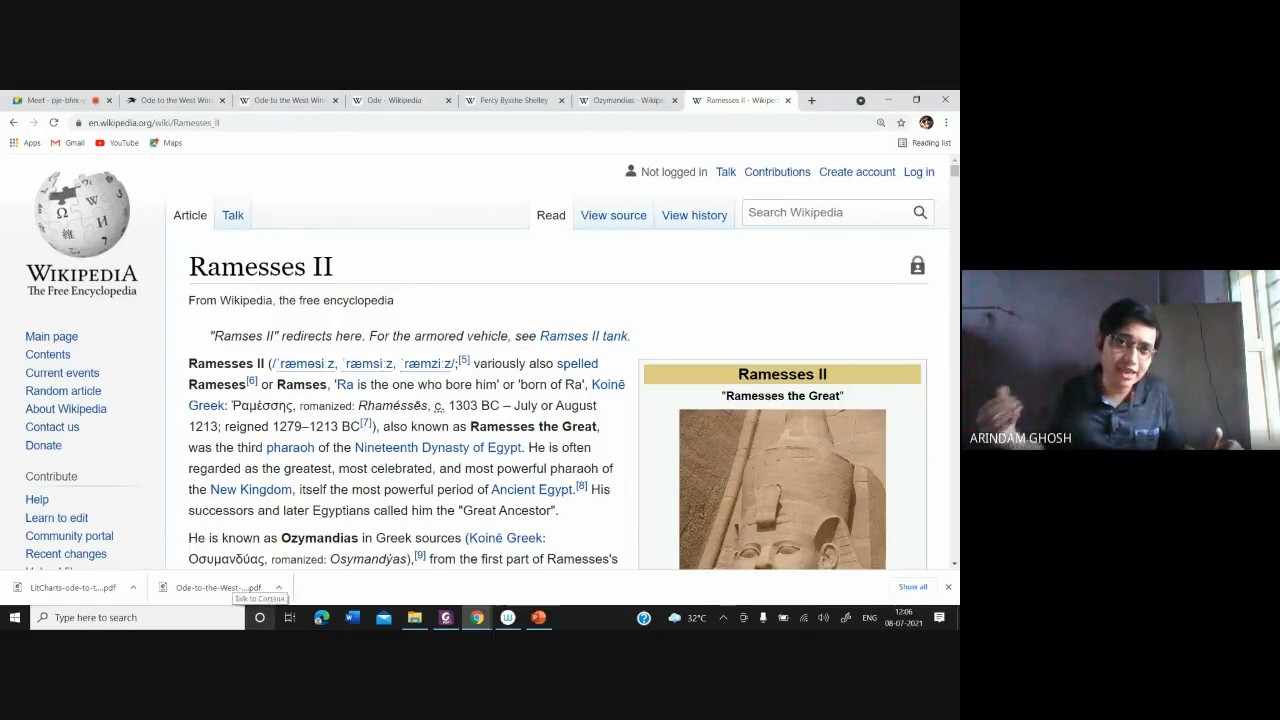 Meet - pje-bfex-
Ode to the West Win
Ode to the West Win
Ode - Wikipedia
Percy Bysshe Shelley
Ozymandias - Wikip
Ramesses II - Wikiped
en.wikipedia.org/wiki/Ramesses_II
Apps
Gmail
YouTube
Maps
Reading list
Not logged in
Talk
Contributions
Create account
Log in
Article
Talk
Read
View source
View history
Search Wikipedia
WIKIPEDIA
The Free Encyclopedia
Main page
Contents
Current events
Random article
About Wikipedia
Contact us
Donate
Contribute
Help
Learn to edit
Community portal
Recent changes
Ramesses II
From Wikipedia, the free encyclopedia
"Ramses II" redirects here. For the armored vehicle, see Ramses II tank.
Ramesses II (/ˈræməsiːz, ˈræmsiːz, ˈræmziːz/;[5] variously also spelled
Rameses[6] or Ramses, 'Ra is the one who bore him' or 'born of Ra', Koinē
Greek: Ῥαμέσσης, romanized: Rhaméssēs, c. 1303 BC – July or August
1213; reigned 1279–1213 BC[7]), also known as Ramesses the Great,
was the third pharaoh of the Nineteenth Dynasty of Egypt. He is often
regarded as the greatest, most celebrated, and most powerful pharaoh of
the New Kingdom, itself the most powerful period of Ancient Egypt.[8] His
successors and later Egyptians called him the "Great Ancestor".
He is known as Ozymandias in Greek sources (Koinē Greek:
Οσυμανδύας, romanized: Osymandýas),[9] from the first part of Ramesses's
Ramesses II
"Ramesses the Great"
LitCharts-ode-to-t....pdf
Ode-to-the-West-....pdf
Talk to Cortana
Show all
Type here to search
32°C
ENG
12:06
08-07-2021
ARINDAM GHOSH